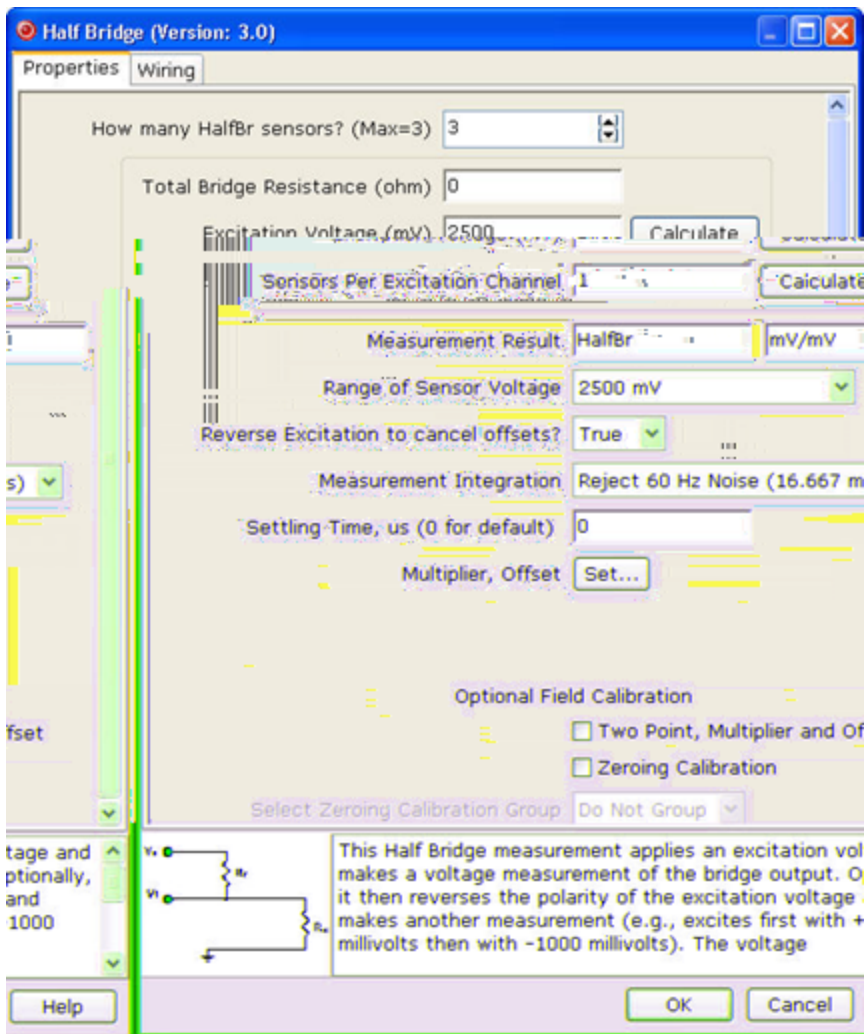 Half Bridge (Version: 3.0)
Properties
Wiring
How many HalfBr sensors? (Max=3) 3
Total Bridge Resistance (ohm) 0
Excitation Voltage (mV) 2500 Calculate
Sensors Per Excitation Channel 1 Calculate
Measurement Result HalfBr mV/mV
Range of Sensor Voltage 2500 mV
Reverse Excitation to cancel offsets? True
s) Measurement Integration Reject 60 Hz Noise (16.667 m
Settling Time, us (0 for default) 0
Multiplier, Offset Set...
Optional Field Calibration
fset Two Point, Multiplier and Of
Zeroing Calibration
Select Zeroing Calibration Group Do Not Group
tage and This Half Bridge measurement applies an excitation vol
ptionally, makes a voltage measurement of the bridge output. O
and it then reverses the polarity of the excitation voltage
1000 makes another measurement (e.g., excites first with +
millivolts then with -1000 millivolts). The voltage
Help OK Cancel